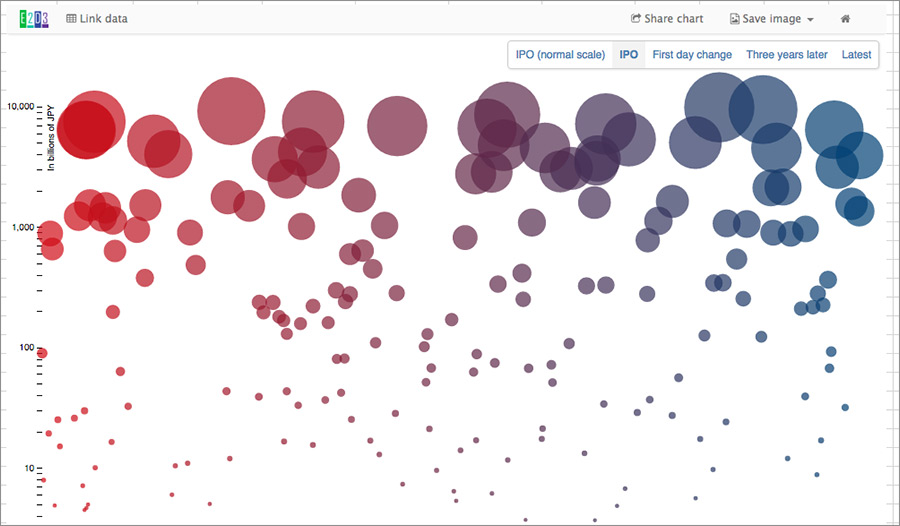 E2D3 Link data Share chart Save image
IPO (normal scale) IPO First day change Three years later Latest
10,000
In billions of JPY
1,000
100
10